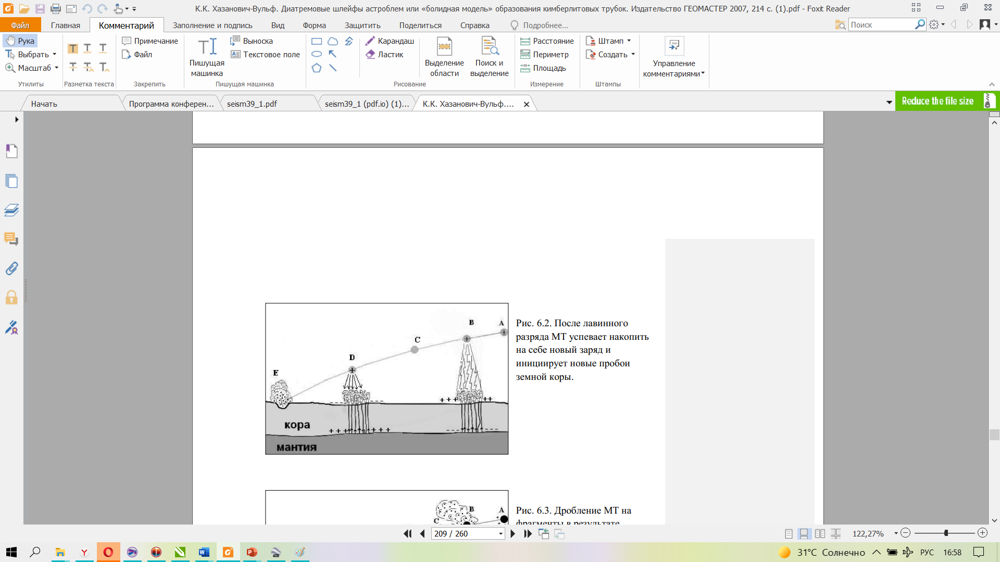 К.К. Хазанович-Вульф. Диатремовые шлейфы астроблем или «болидная модель» образования кимберлитовых трубок. Издательство ГЕОМАСТЕР 2007, 214 с. (1).pdf - Foxit Reader
Файл Главная Комментарий Заполнение и подпись Вид Форма Защитить Поделиться Справка Подробнее... Поиск
Рука
Выбрать
Масштаб
Утилиты
Разметка текста
Примечание
Файл
Закрепить
Пишущая машинка
Выноска
Текстовое поле
Пишущая машинка
Карандаш
Ластик
Выделение области
Поиск и выделение
Рисование
Расстояние
Периметр
Площадь
Измерение
Штамп
Создать
Штампы
Управление комментариями
Начать Программа конферен... seism39_1.pdf seism39_1 (pdf.io) (1)... К.К. Хазанович-Вульф....
Reduce the file size
A
B
C
D
E
+ + + ++
кора
+ + + + + +
мантия
Рис. 6.2. После лавинного
разряда МТ успевает накопить
на себе новый заряд и
инициирует новые пробои
земной коры.
B A
C
Рис. 6.3. Дробление МТ на
фрагменты в результате
209 / 260
122,27%
31°C Солнечно
РУС
16:58